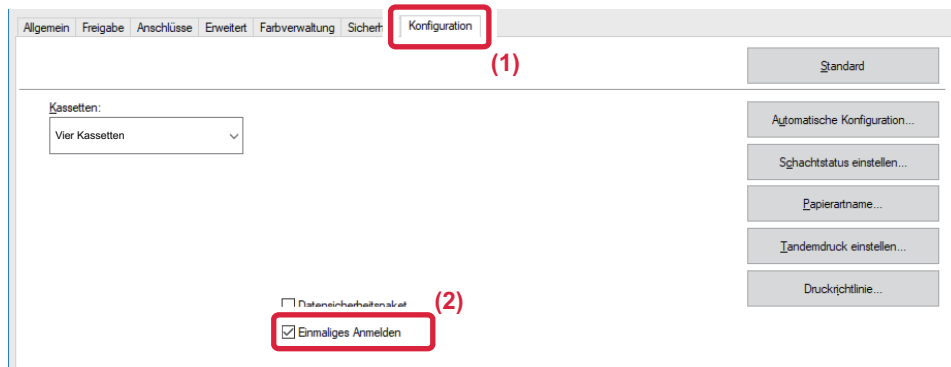 Allgemein Freigabe Anschlüsse Erweitert Farbverwaltung Sicherh Konfiguration
(1)
Standard
Kassetten:
Vier Kassetten
Automatische Konfiguration...
Schachtstatus einstellen...
Papierartname...
Tandemdruck einstellen...
Druckrichtlinie...
Datensicherheitspaket
(2)
Einmaliges Anmelden